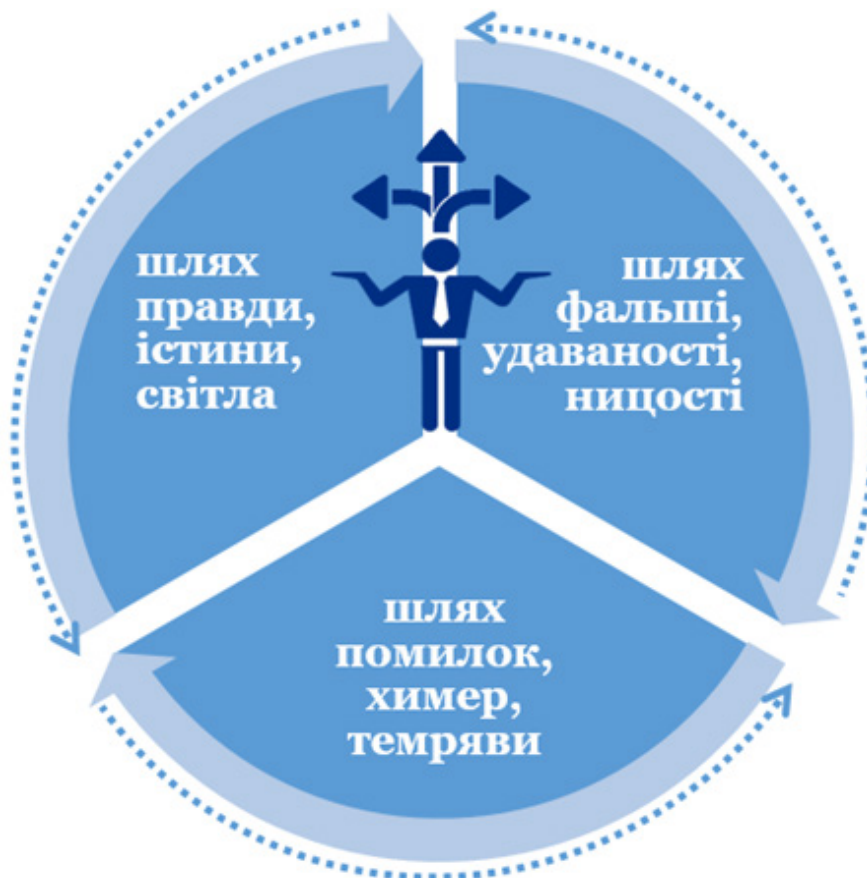 шлях
правди,
істини,
світла
шлях
фальші,
удаваності,
ницості
шлях
помилок,
химер,
темряви